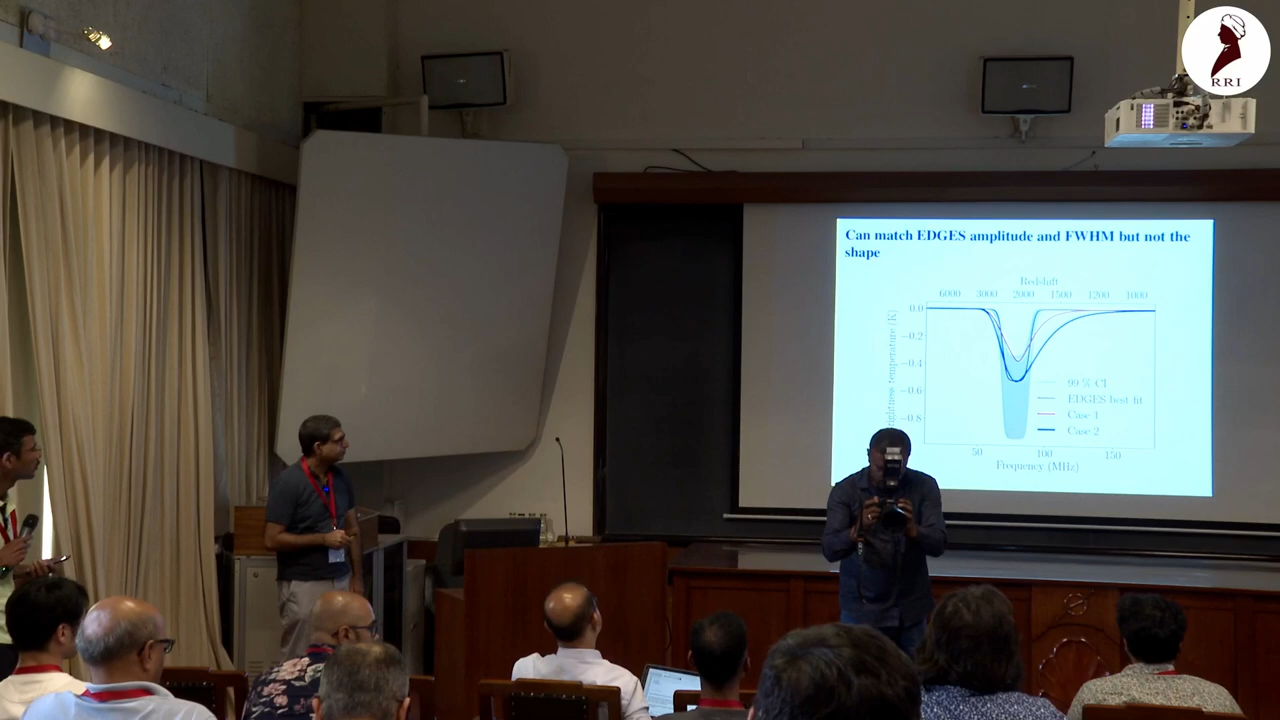 RRI
Can match EDGES amplitude and FWHM but not the
shape
Redshift
6000 3000 2000 1500 1200 1000
0.0
−0.2
−0.4
−0.6
−0.8
Brightness temperature [K]
99 % CI
EDGES best fit
Case 1
Case 2
50 100 150
Frequency (MHz)